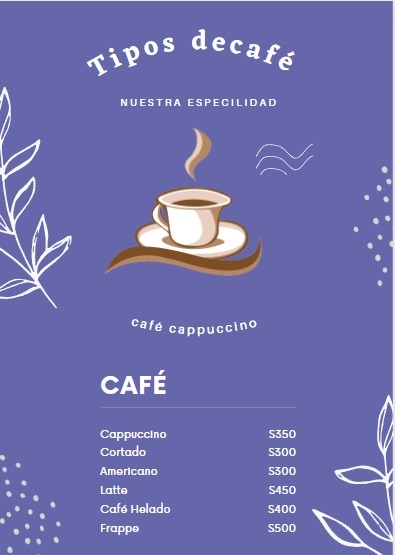 Tipos decafé
NUESTRA ESPECILIDAD
café cappuccino
CAFÉ
Cappuccino S350
Cortado S300
Americano S300
Latte S450
Café Helado S400
Frappe S500